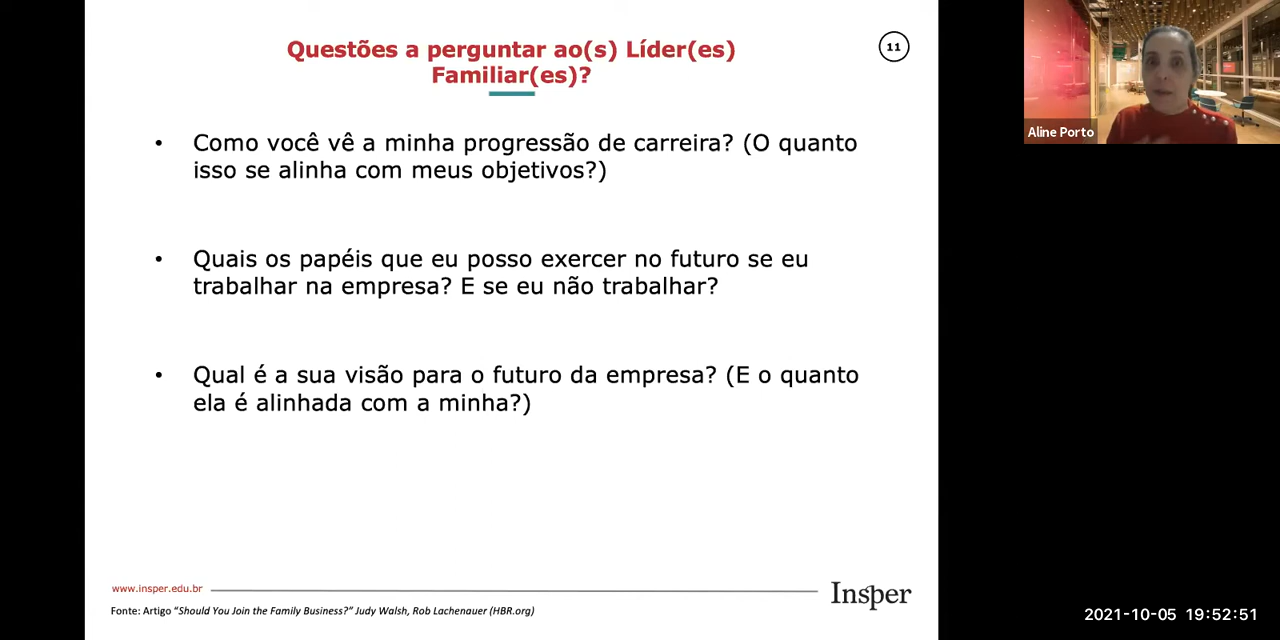 Questões a perguntar ao(s) Líder(es)
Familiar(es)?
11
Aline Porto
• Como você vê a minha progressão de carreira? (O quanto
isso se alinha com meus objetivos?)
• Quais os papéis que eu posso exercer no futuro se eu
trabalhar na empresa? E se eu não trabalhar?
• Qual é a sua visão para o futuro da empresa? (E o quanto
ela é alinhada com a minha?)
www.insper.edu.br
Insper
Fonte: Artigo “Should You Join the Family Business?” Judy Walsh, Rob Lachenauer (HBR.org)
2021-10-05 19:52:51